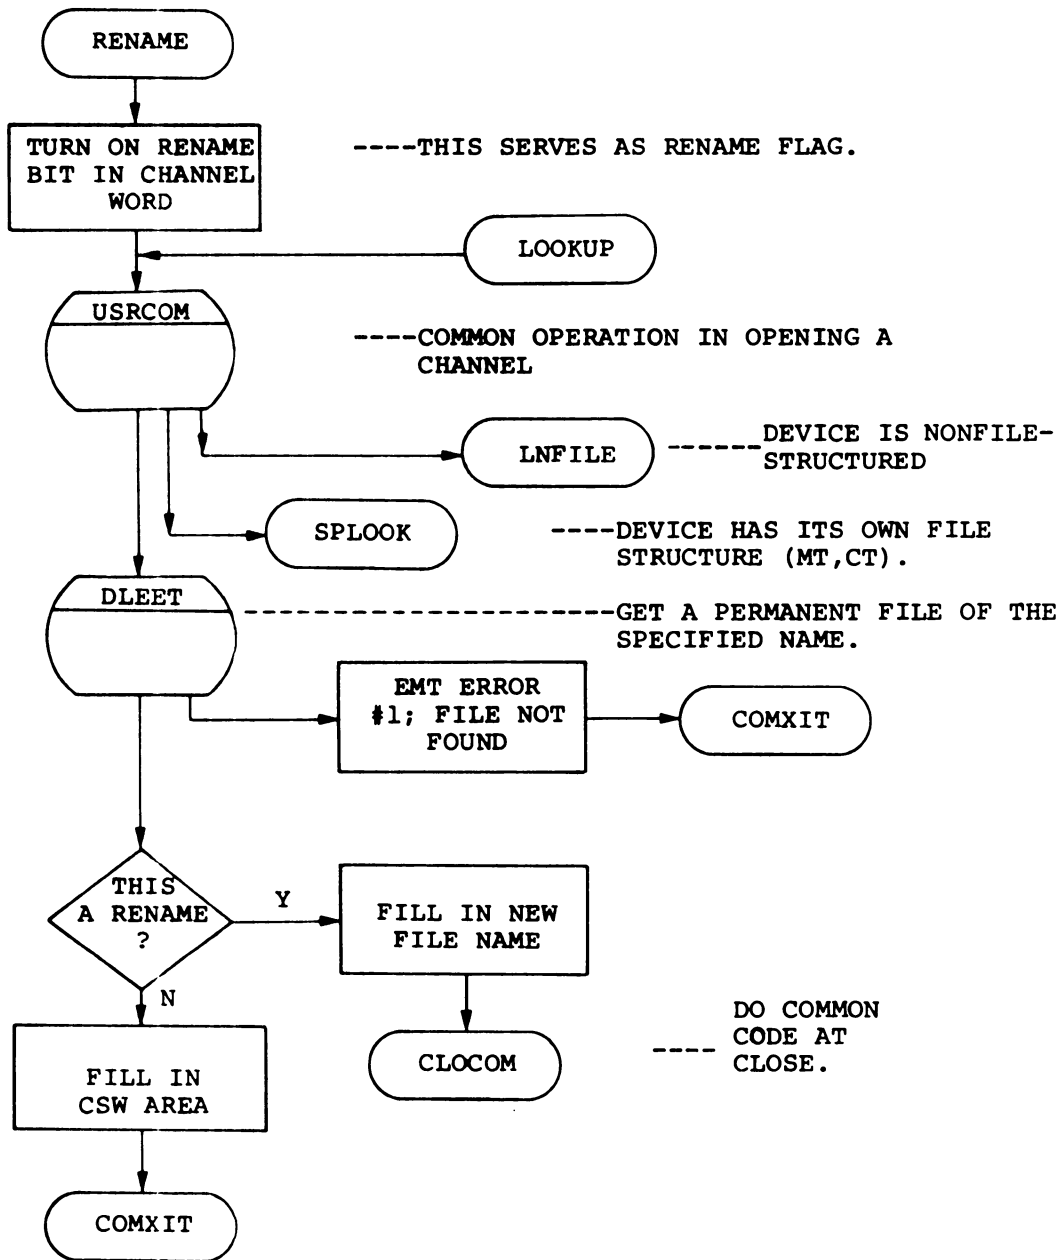 RENAME
TURN ON RENAME
BIT IN CHANNEL
WORD
----THIS SERVES AS RENAME FLAG.
LOOKUP
USRCOM
----COMMON OPERATION IN OPENING A
CHANNEL
LNFILE
------DEVICE IS NONFILE-
STRUCTURED
SPLOOK
----DEVICE HAS ITS OWN FILE
STRUCTURE (MT,CT).
DLEET
--------------------GET A PERMANENT FILE OF THE
SPECIFIED NAME.
EMT ERROR
#1; FILE NOT
FOUND
COMXIT
THIS
A RENAME
?
Y
FILL IN NEW
FILE NAME
N
FILL IN
CSW AREA
CLOCOM
----
DO COMMON
CODE AT
CLOSE.
COMXIT